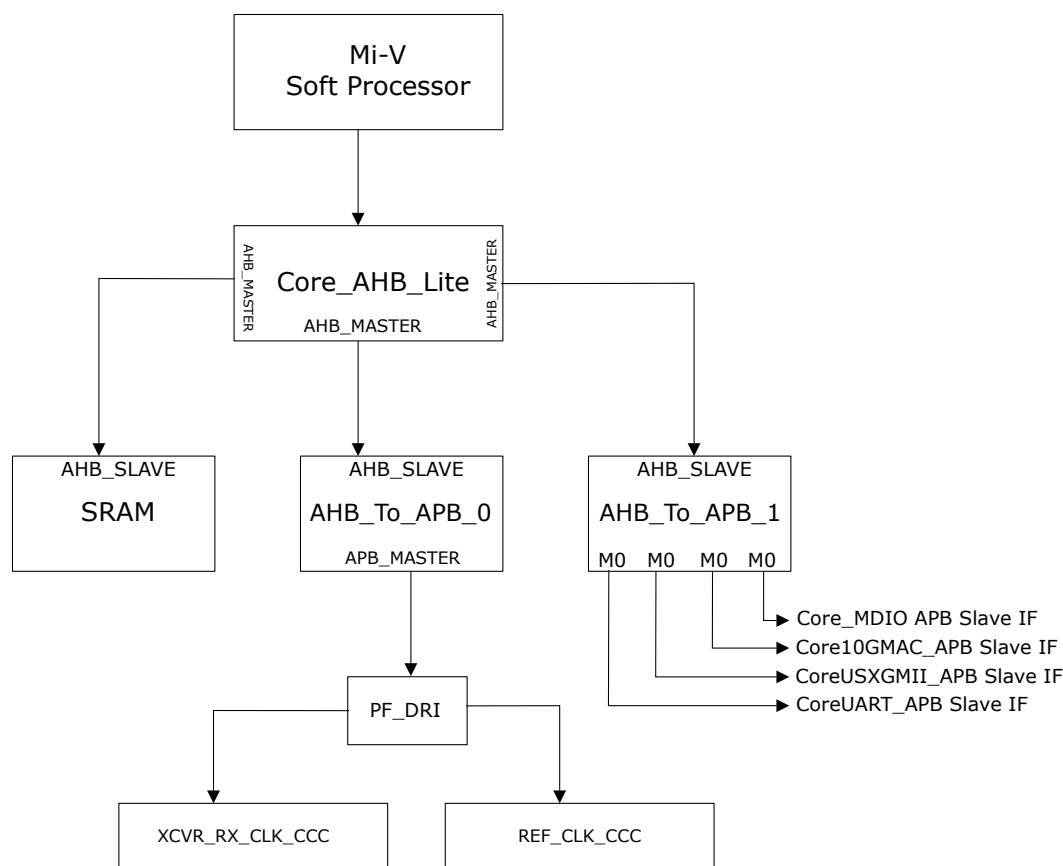 Mi-V
Soft Processor
AHB_MASTER
Core_AHB_Lite
AHB_MASTER
AHB_MASTER
AHB_SLAVE
SRAM
AHB_SLAVE
AHB_To_APB_0
APB_MASTER
AHB_SLAVE
AHB_To_APB_1
M0 M0 M0 M0
Core_MDIO APB Slave IF
Core10GMAC_APB Slave IF
CoreUSXGMII_APB Slave IF
CoreUART_APB Slave IF
PF_DRI
XCVR_RX_CLK_CCC
REF_CLK_CCC